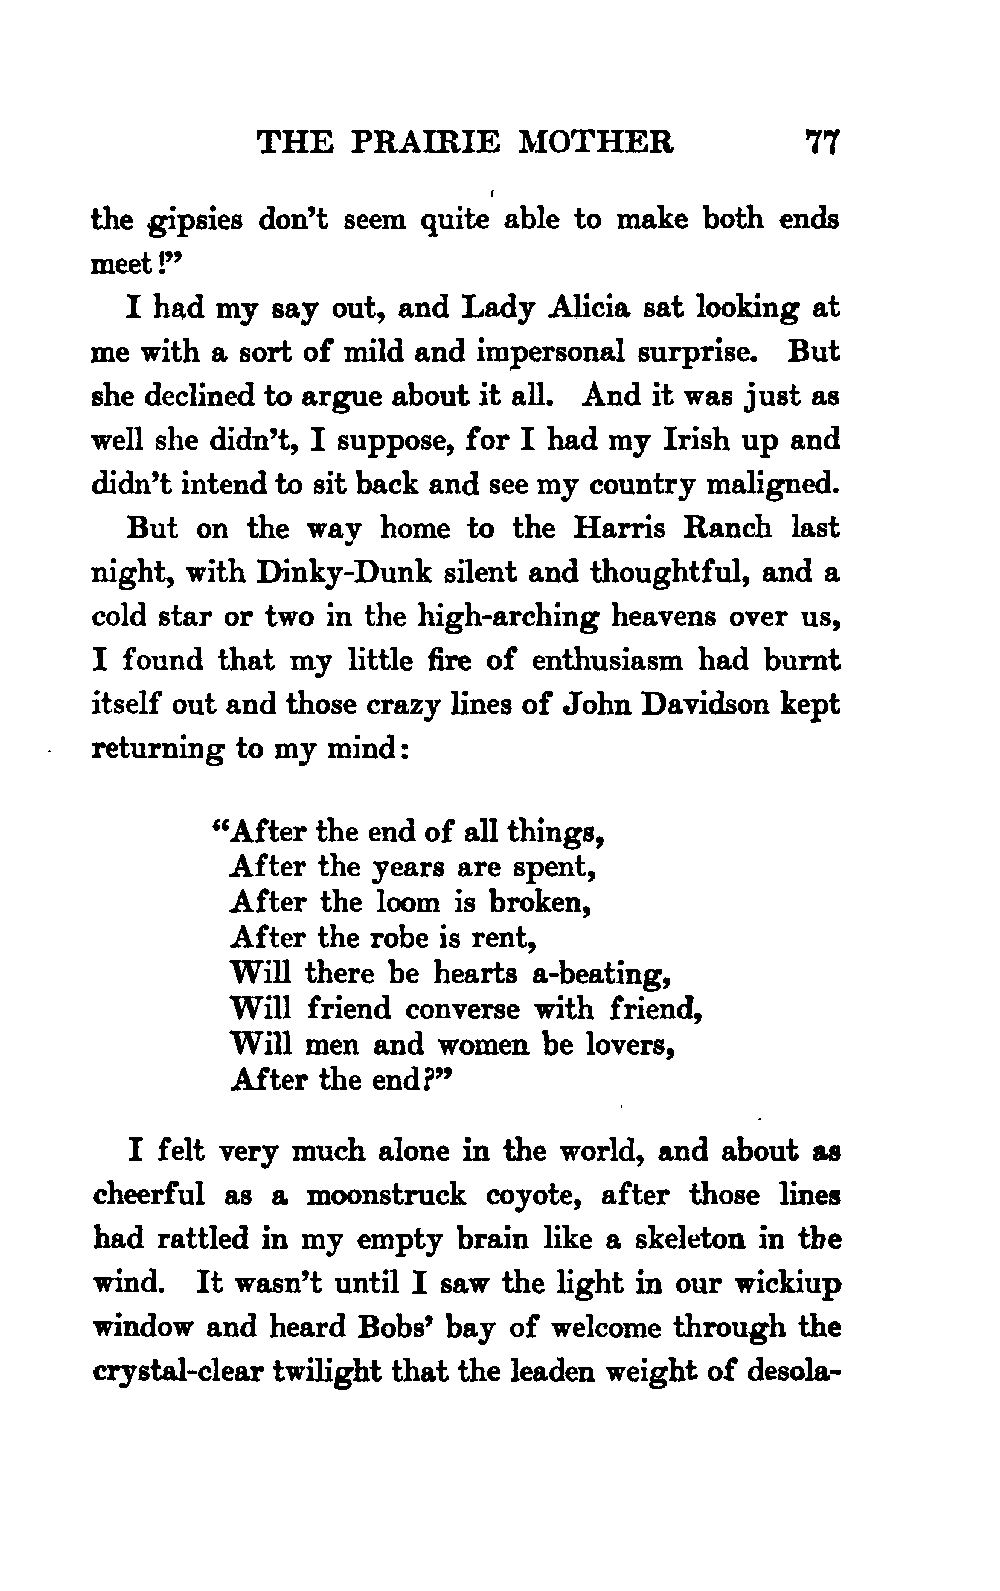 THE PRAIRIE MOTHER 77
the gipsies don't seem quite able to make both ends
meet!"
I had my say out, and Lady Alicia sat looking at
me with a sort of mild and impersonal surprise. But
she declined to argue about it all. And it was just as
well she didn't, I suppose, for I had my Irish up and
didn't intend to sit back and see my country maligned.
But on the way home to the Harris Ranch last
night, with Dinky-Dunk silent and thoughtful, and a
cold star or two in the high-arching heavens over us,
I found that my little fire of enthusiasm had burnt
itself out and those crazy lines of John Davidson kept
returning to my mind:
"After the end of all things,
After the years are spent,
After the loom is broken,
After the robe is rent,
Will there be hearts a-beating,
Will friend converse with friend,
Will men and women be lovers,
After the end?"
I felt very much alone in the world, and about as
cheerful as a moonstruck coyote, after those lines
had rattled in my empty brain like a skeleton in the
wind. It wasn't until I saw the light in our wickiup
window and heard Bobs' bay of welcome through the
crystal-clear twilight that the leaden weight of desola-